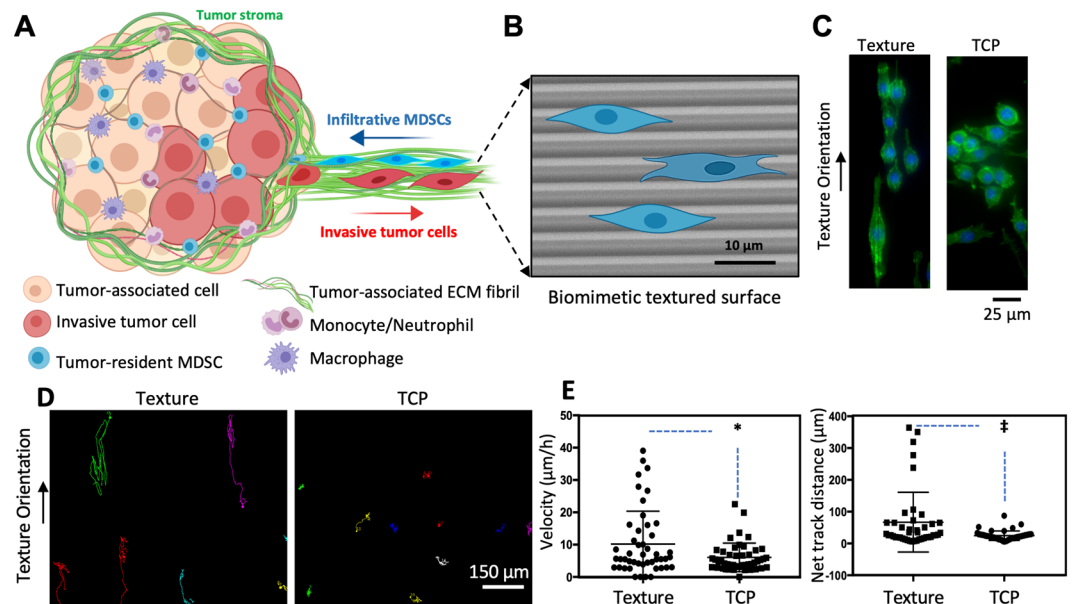 Tumor stroma
A
B
C
Texture
TCP
Infiltrative MDSCs
Invasive tumor cells
10 µm
Biomimetic textured surface
Texture Orientation
25 µm
Tumor-associated cell
Invasive tumor cell
Tumor-resident MDSC
Tumor-associated ECM fibril
Monocyte/Neutrophil
Macrophage
D
Texture
TCP
Texture Orientation
150 µm
E
Velocity (µm/h)
50
40
30
20
10
0
*
Texture
TCP
Net track distance (µm)
400
300
200
100
0
-100
‡
Texture
TCP